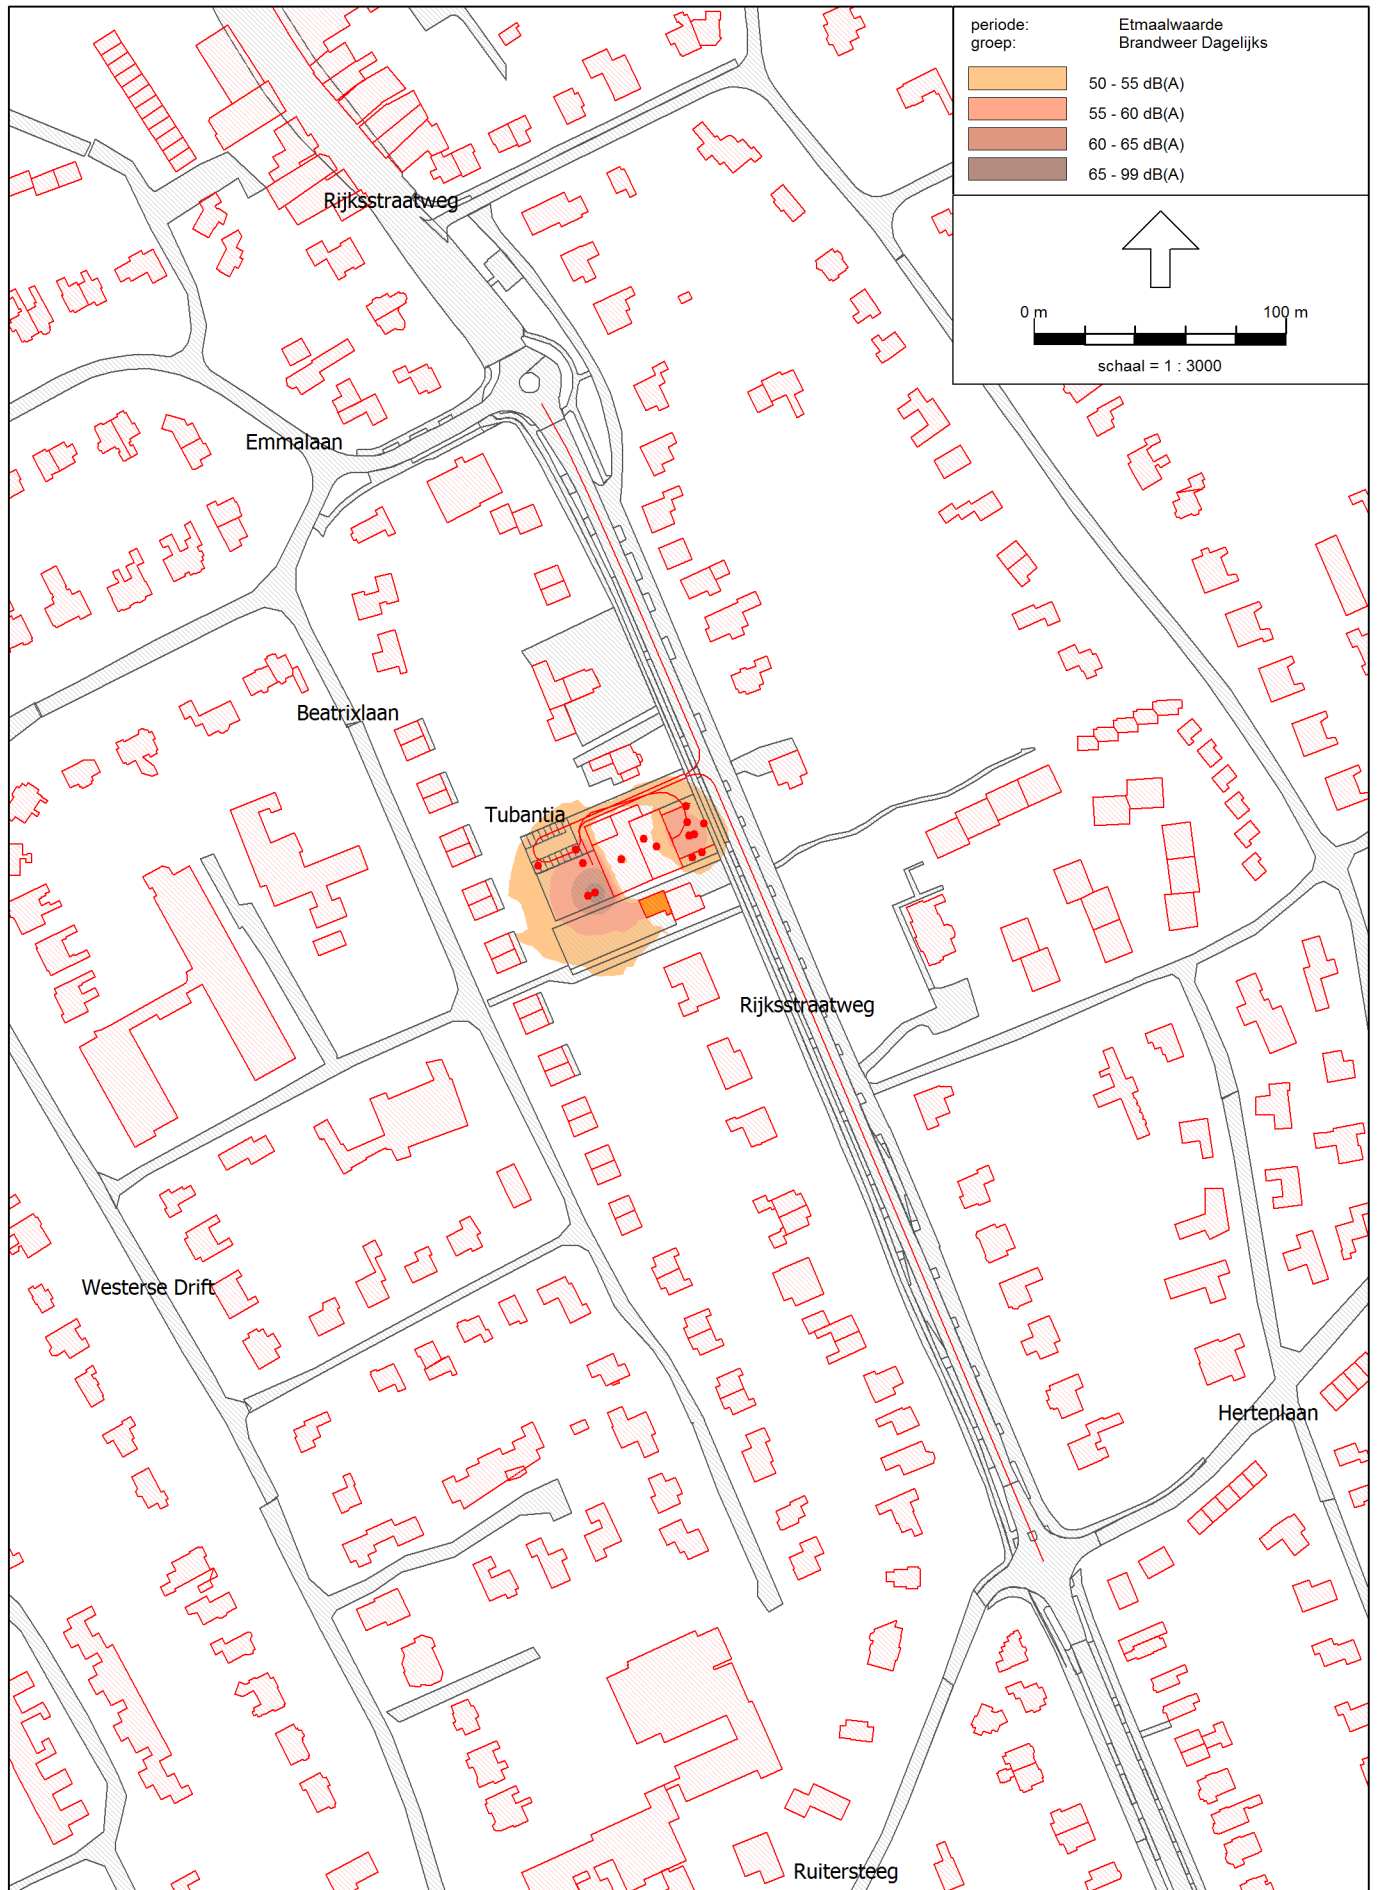 periode: Etmaalwaarde
groep: Brandweer Dagelijks
50 - 55 dB(A)
55 - 60 dB(A)
60 - 65 dB(A)
65 - 99 dB(A)
0 m 100 m
schaal = 1 : 3000
Rijksstraatweg
Emmalaan
Beatrixlaan
Tubantia
Rijksstraatweg
Westerse Drift
Hertenlaan
Ruitersteeg